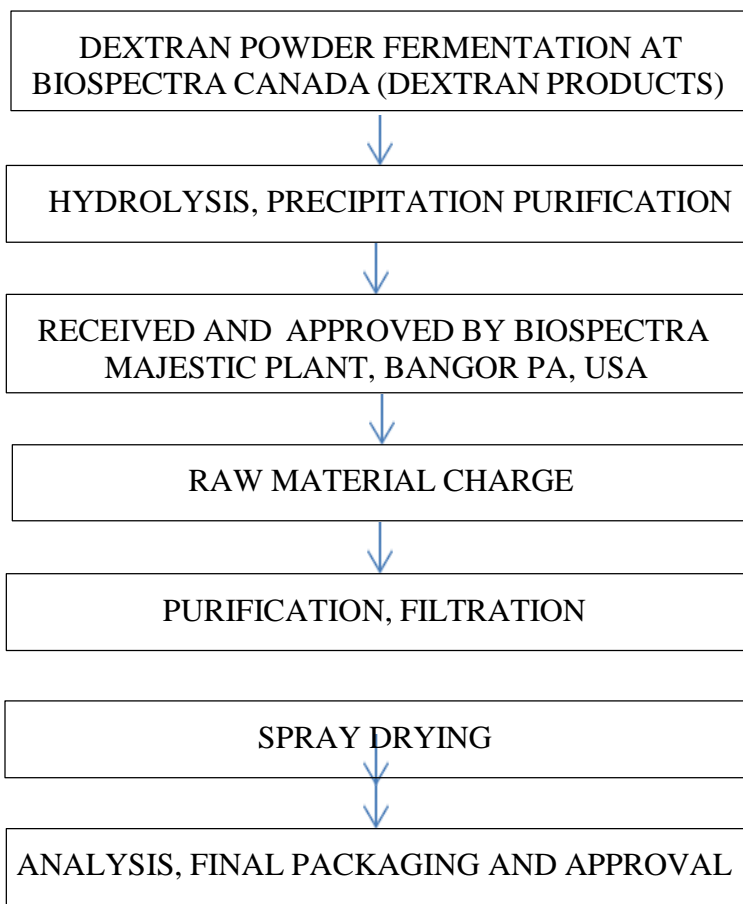 DEXTRAN POWDER FERMENTATION AT
BIOSPECTRA CANADA (DEXTRAN PRODUCTS)
HYDROLYSIS, PRECIPITATION PURIFICATION
RECEIVED AND APPROVED BY BIOSPECTRA
MAJESTIC PLANT, BANGOR PA, USA
RAW MATERIAL CHARGE
PURIFICATION, FILTRATION
SPRAY DRYING
ANALYSIS, FINAL PACKAGING AND APPROVAL